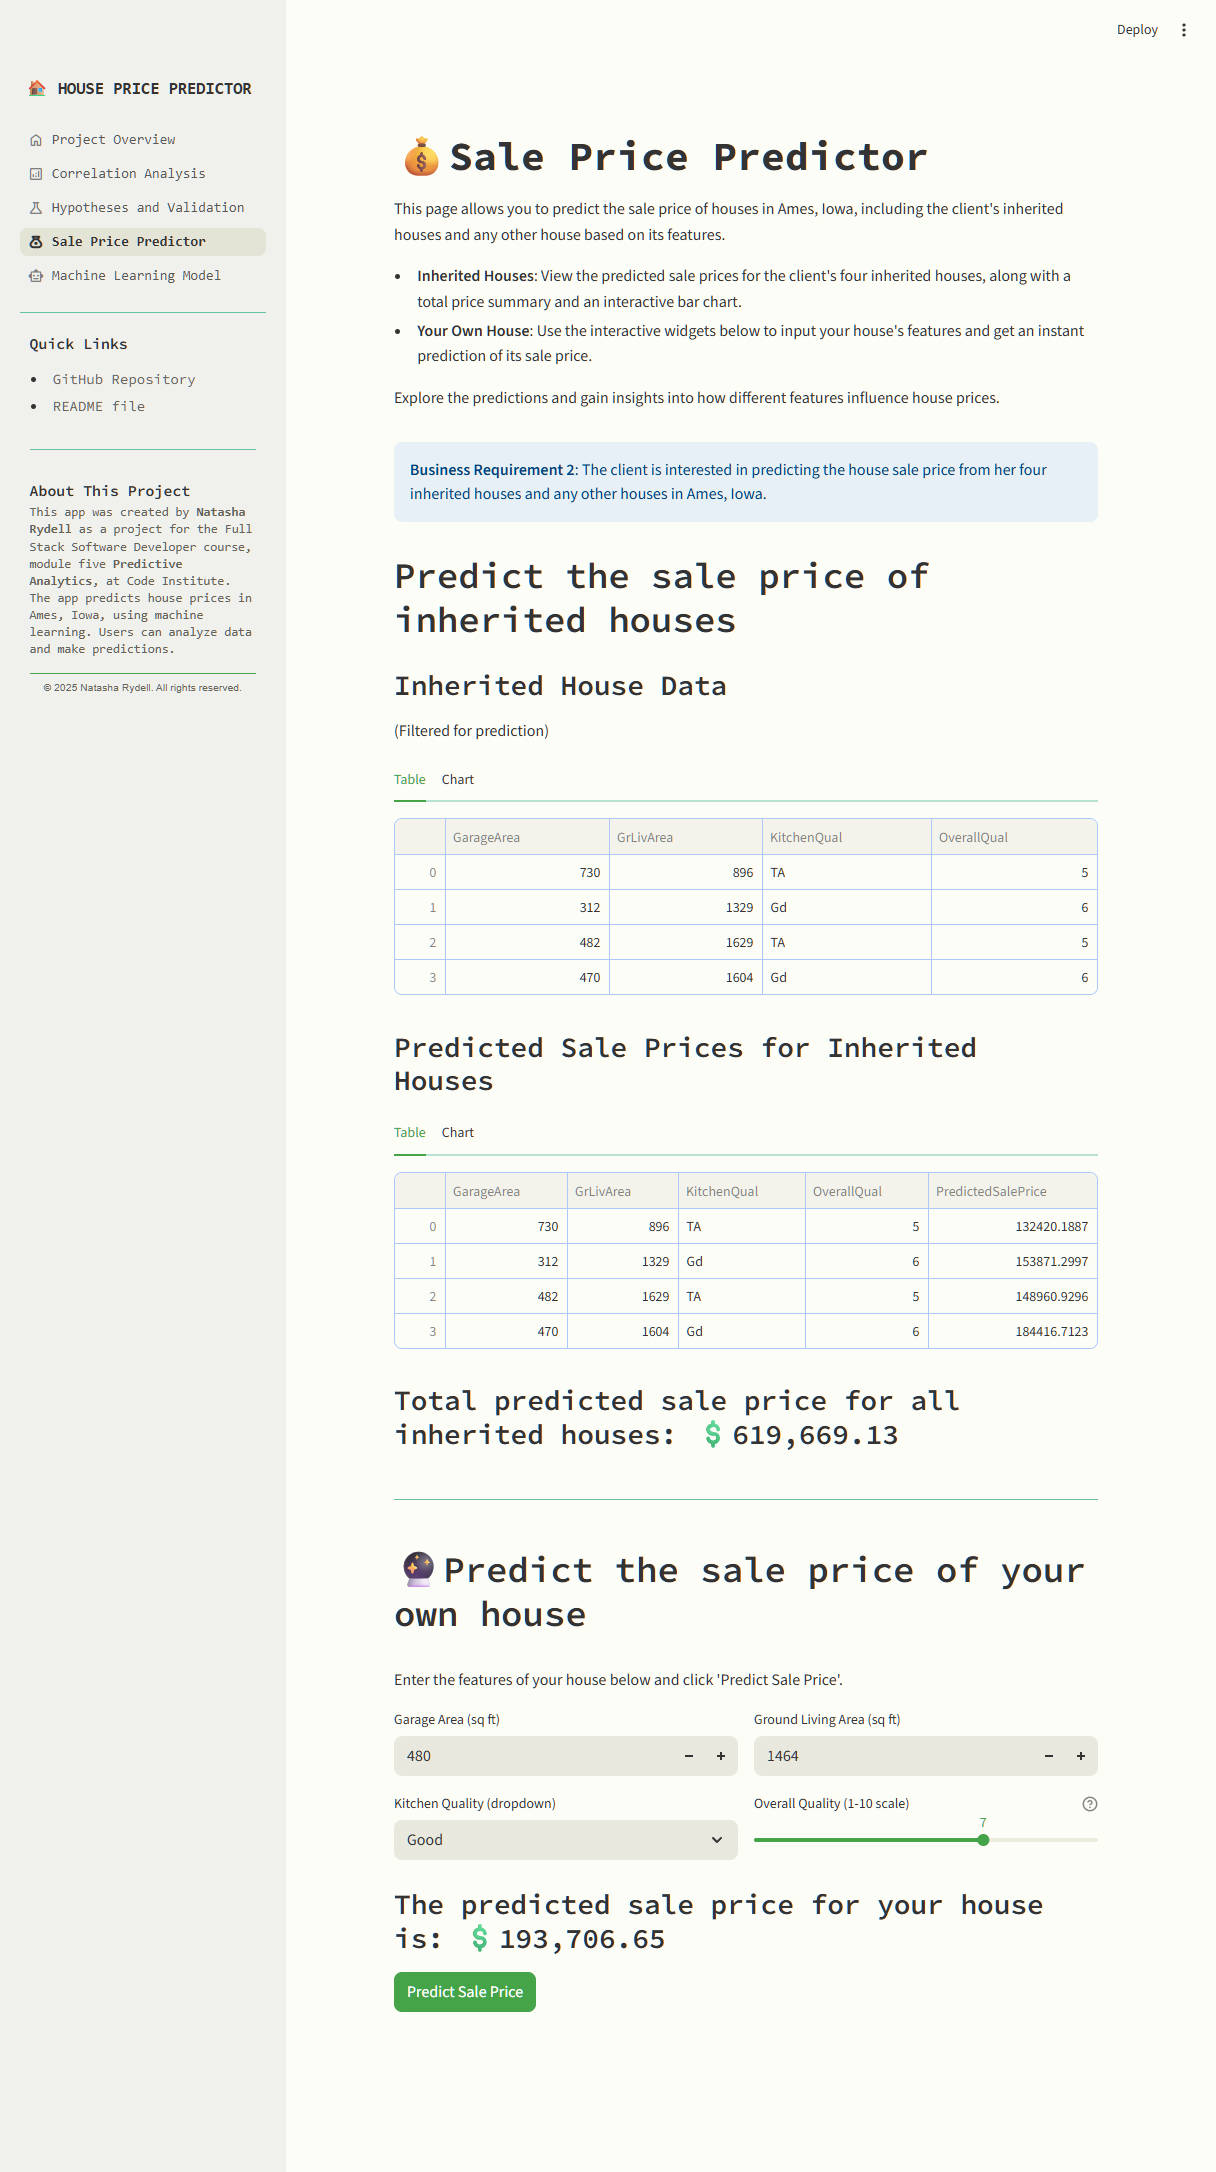 Deploy
HOUSE PRICE PREDICTOR
Project Overview
Correlation Analysis
Hypotheses and Validation
Sale Price Predictor
Machine Learning Model
Quick Links
GitHub Repository
README file
About This Project
This app was created by Natasha
Rydell as a project for the Full
Stack Software Developer course,
module five Predictive
Analytics, at Code Institute.
The app predicts house prices in
Ames, Iowa, using machine
learning. Users can analyze data
and make predictions.
© 2025 Natasha Rydell. All rights reserved.
Sale Price Predictor
This page allows you to predict the sale price of houses in Ames, Iowa, including the client's inherited
houses and any other house based on its features.
• Inherited Houses: View the predicted sale prices for the client's four inherited houses, along with a
total price summary and an interactive bar chart.
• Your Own House: Use the interactive widgets below to input your house's features and get an instant
prediction of its sale price.
Explore the predictions and gain insights into how different features influence house prices.
Business Requirement 2: The client is interested in predicting the house sale price from her four
inherited houses and any other houses in Ames, Iowa.
Predict the sale price of
inherited houses
Inherited House Data
(Filtered for prediction)
Table Chart
GarageArea GrLivArea KitchenQual OverallQual
0 730 896 TA 5
1 312 1329 Gd 6
2 482 1629 TA 5
3 470 1604 Gd 6
Predicted Sale Prices for Inherited
Houses
Table Chart
GarageArea GrLivArea KitchenQual OverallQual PredictedSalePrice
0 730 896 TA 5 132420.1887
1 312 1329 Gd 6 153871.2997
2 482 1629 TA 5 148960.9296
3 470 1604 Gd 6 184416.7123
Total predicted sale price for all
inherited houses: 💲619,669.13
Predict the sale price of your
own house
Enter the features of your house below and click 'Predict Sale Price'.
Garage Area (sq ft) Ground Living Area (sq ft)
480 − + 1464 − +
Kitchen Quality (dropdown) Overall Quality (1-10 scale)
7
Good
The predicted sale price for your house
is: 💲193,706.65
Predict Sale Price